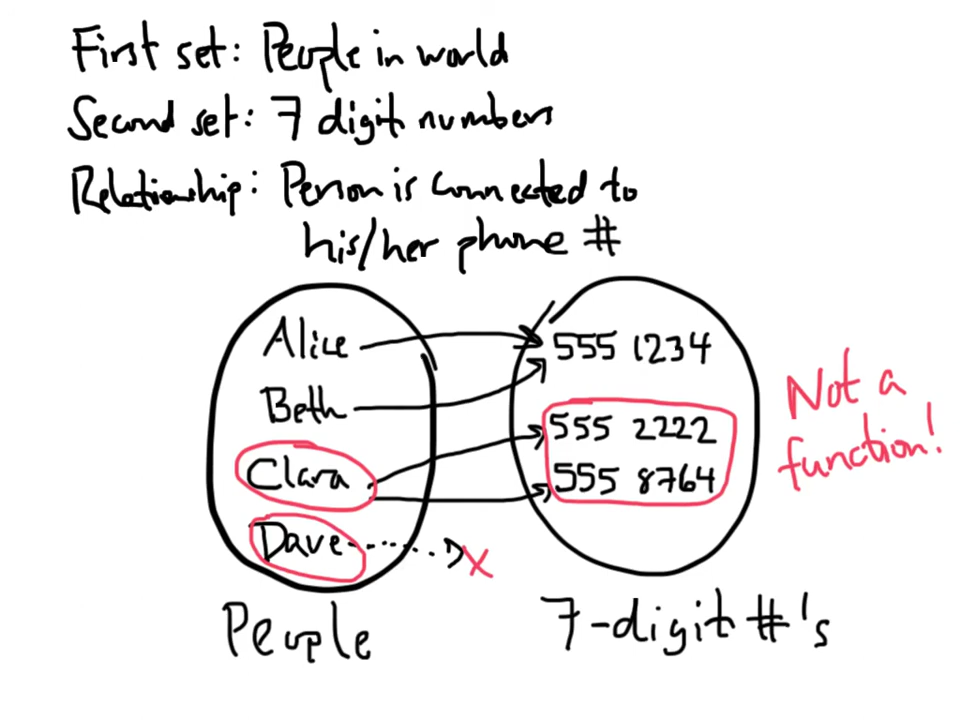 First set: People in world
Second set: 7 digit numbers
Relationship: Person is connected to
his/her phone #
Alice
Beth
Clara
Dave
X
People
555 1234
555 2222
555 8764
7-digit #'s
Not a
function!